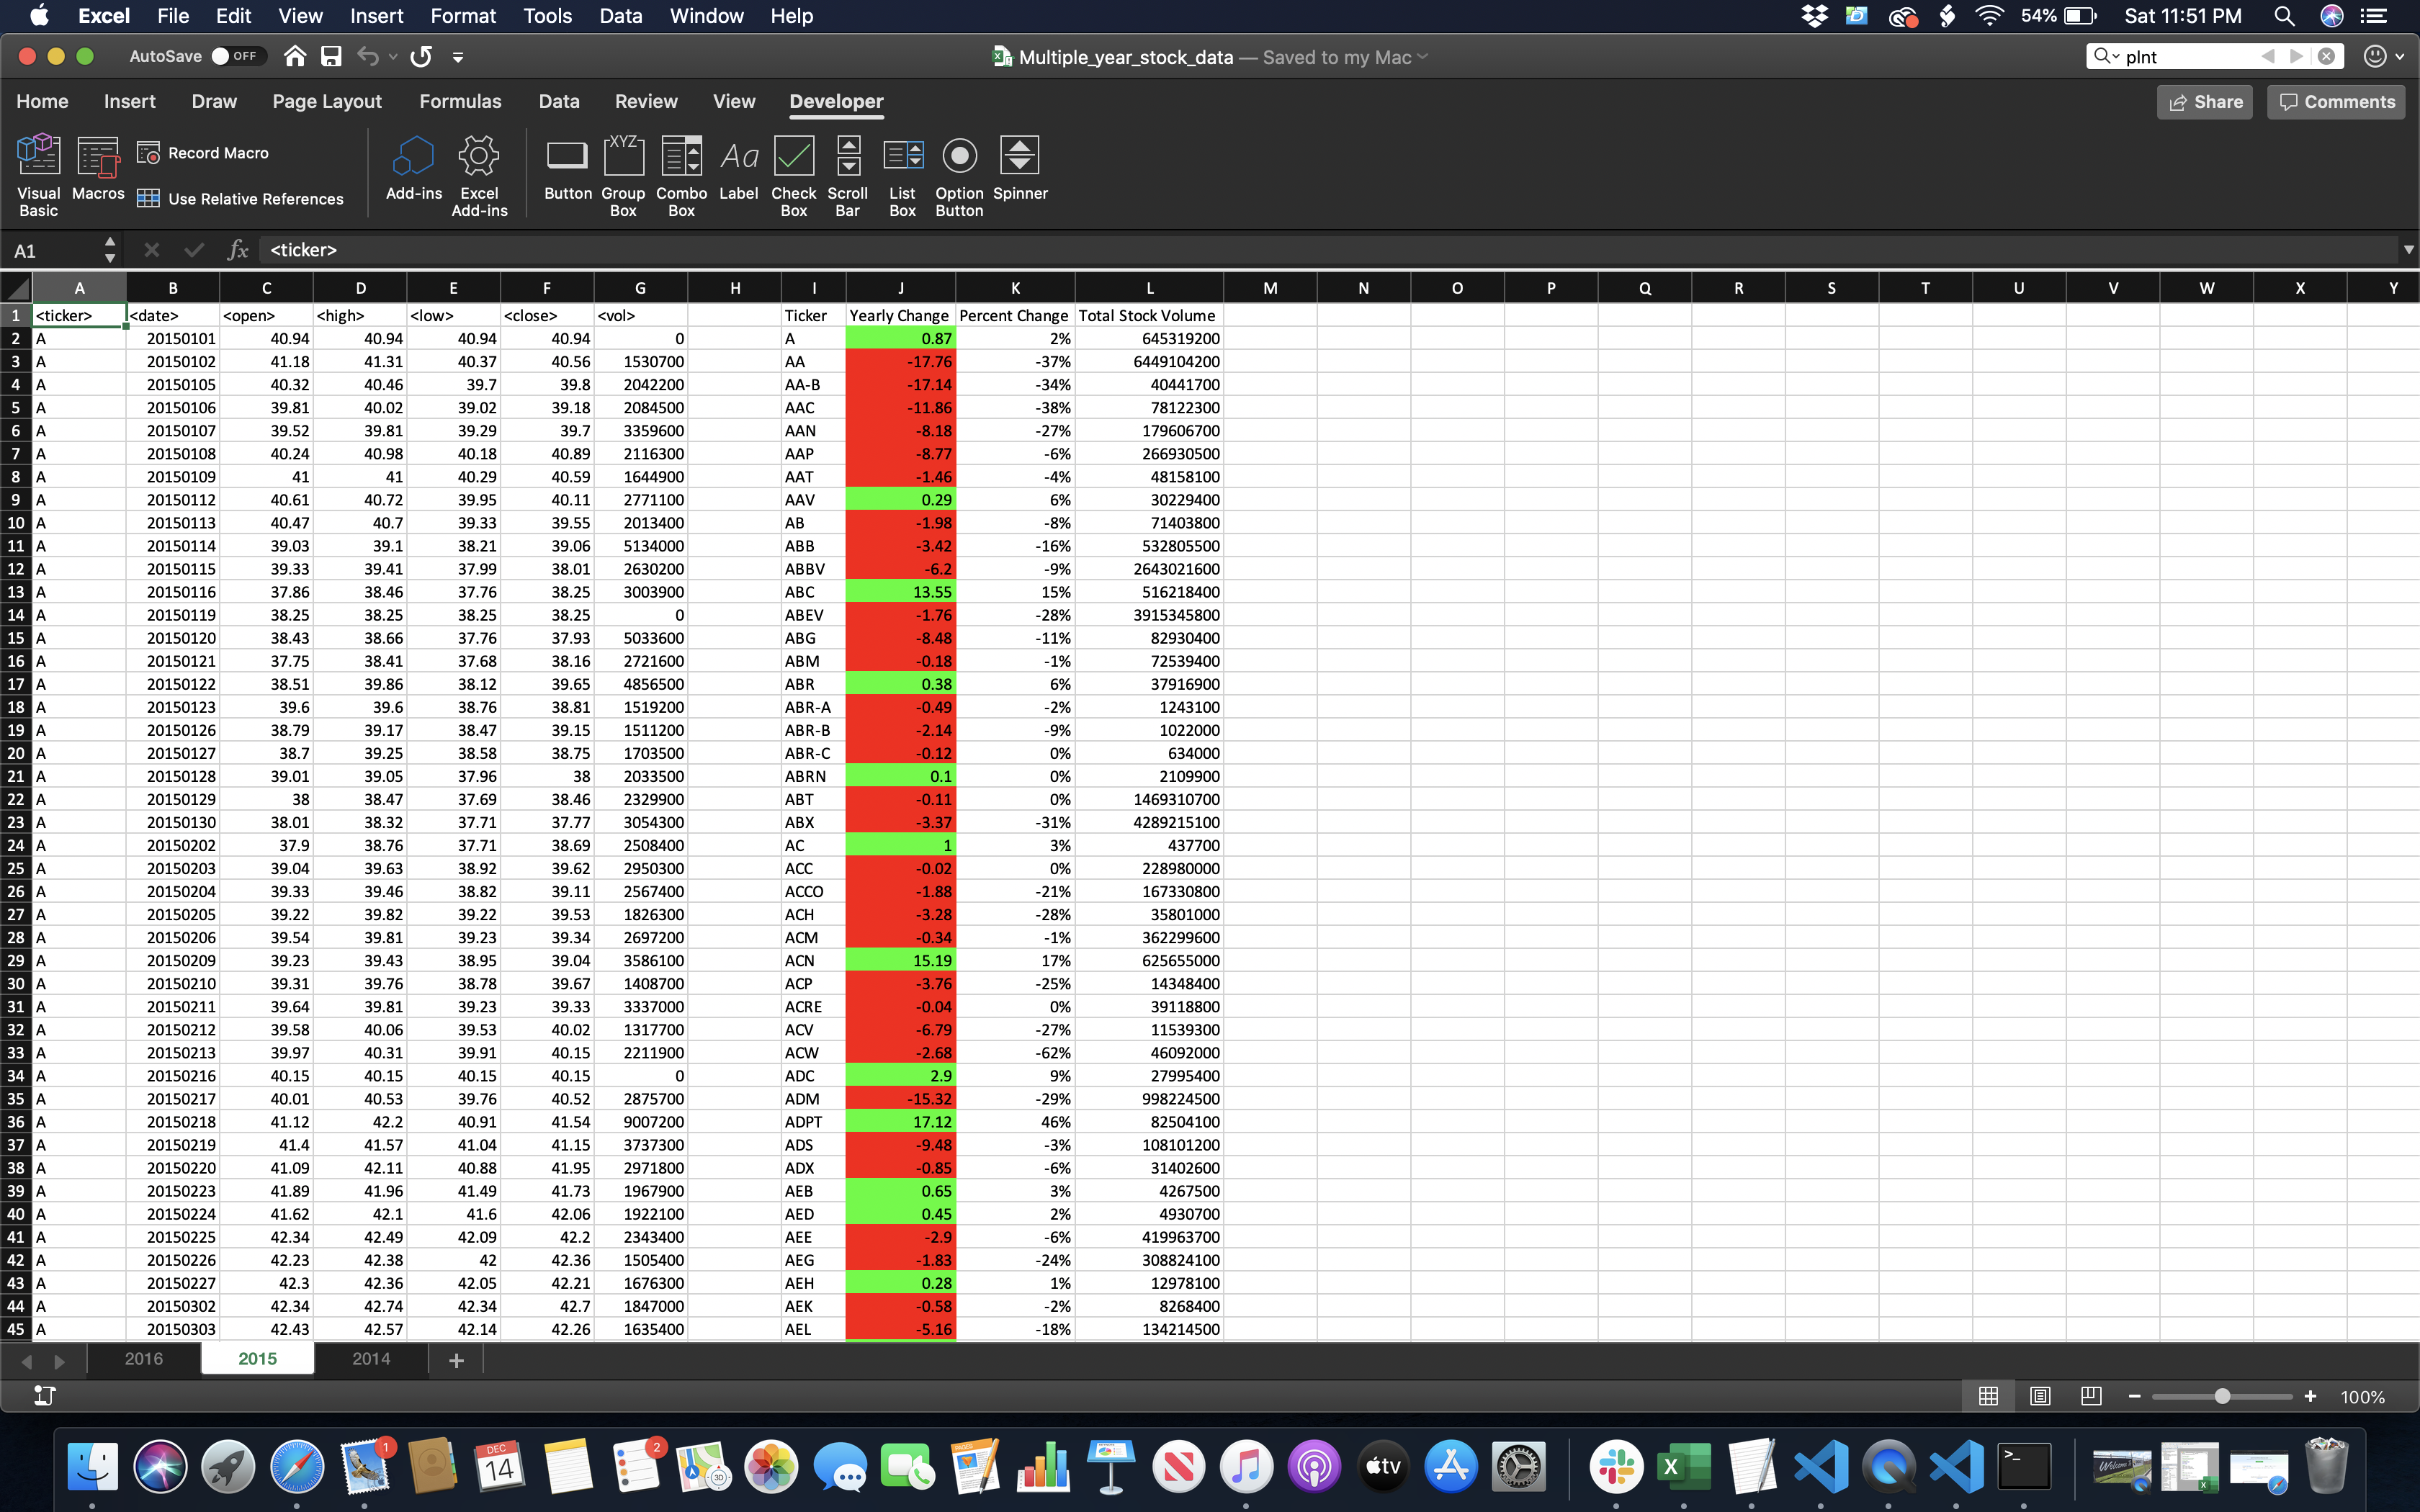 Excel File Edit View Insert Format Tools Data Window Help 54% Sat 11:51 PM
AutoSave OFF Multiple_year_stock_data — Saved to my Mac plnt
Home Insert Draw Page Layout Formulas Data Review View Developer Share Comments
Visual Basic Macros Record Macro Use Relative References Add-ins Excel Add-ins Button XYZ Group Box Combo Box Aa Label Check Box Scroll Bar List Box Option Button Spinner
A1 fx <ticker>
A B C D E F G H I J K L M N O P Q R S T U V W X Y
1 <ticker> <date> <open> <high> <low> <close> <vol> Ticker Yearly Change Percent Change Total Stock Volume
2 A 20150101 40.94 40.94 40.94 40.94 0 A 0.87 2% 645319200
3 A 20150102 41.18 41.31 40.37 40.56 1530700 AA -17.76 -37% 6449104200
4 A 20150105 40.32 40.46 39.7 39.8 2042200 AA-B -17.14 -34% 40441700
5 A 20150106 39.81 40.02 39.02 39.18 2084500 AAC -11.86 -38% 78122300
6 A 20150107 39.52 39.81 39.29 39.7 3359600 AAN -8.18 -27% 179606700
7 A 20150108 40.24 40.98 40.18 40.89 2116300 AAP -8.77 -6% 266930500
8 A 20150109 41 41 40.29 40.59 1644900 AAT -1.46 -4% 48158100
9 A 20150112 40.61 40.72 39.95 40.11 2771100 AAV 0.29 6% 30229400
10 A 20150113 40.47 40.7 39.33 39.55 2013400 AB -1.98 -8% 71403800
11 A 20150114 39.03 39.1 38.21 39.06 5134000 ABB -3.42 -16% 532805500
12 A 20150115 39.33 39.41 37.99 38.01 2630200 ABBV -6.2 -9% 2643021600
13 A 20150116 37.86 38.46 37.76 38.25 3003900 ABC 13.55 15% 516218400
14 A 20150119 38.25 38.25 38.25 38.25 0 ABEV -1.76 -28% 3915345800
15 A 20150120 38.43 38.66 37.76 37.93 5033600 ABG -8.48 -11% 82930400
16 A 20150121 37.75 38.41 37.68 38.16 2721600 ABM -0.18 -1% 72539400
17 A 20150122 38.51 39.86 38.12 39.65 4856500 ABR 0.38 6% 37916900
18 A 20150123 39.6 39.6 38.76 38.81 1519200 ABR-A -0.49 -2% 1243100
19 A 20150126 38.79 39.17 38.47 39.15 1511200 ABR-B -2.14 -9% 1022000
20 A 20150127 38.7 39.25 38.58 38.75 1703500 ABR-C -0.12 0% 634000
21 A 20150128 39.01 39.05 37.96 38 2033500 ABRN 0.1 0% 2109900
22 A 20150129 38 38.47 37.69 38.46 2329900 ABT -0.11 0% 1469310700
23 A 20150130 38.01 38.32 37.71 37.77 3054300 ABX -3.37 -31% 4289215100
24 A 20150202 37.9 38.76 37.71 38.69 2508400 AC 1 3% 437700
25 A 20150203 39.04 39.63 38.92 39.62 2950300 ACC -0.02 0% 228980000
26 A 20150204 39.33 39.46 38.82 39.11 2567400 ACCO -1.88 -21% 167330800
27 A 20150205 39.22 39.82 39.22 39.53 1826300 ACH -3.28 -28% 35801000
28 A 20150206 39.54 39.81 39.23 39.34 2697200 ACM -0.34 -1% 362299600
29 A 20150209 39.23 39.43 38.95 39.04 3586100 ACN 15.19 17% 625655000
30 A 20150210 39.31 39.76 38.78 39.67 1408700 ACP -3.76 -25% 14348400
31 A 20150211 39.64 39.81 39.23 39.33 3337000 ACRE -0.04 0% 39118800
32 A 20150212 39.58 40.06 39.53 40.02 1317700 ACV -6.79 -27% 11539300
33 A 20150213 39.97 40.31 39.91 40.15 2211900 ACW -2.68 -62% 46092000
34 A 20150216 40.15 40.15 40.15 40.15 0 ADC 2.9 9% 27995400
35 A 20150217 40.01 40.53 39.76 40.52 2875700 ADM -15.32 -29% 998224500
36 A 20150218 41.12 42.2 40.91 41.54 9007200 ADPT 17.12 46% 82504100
37 A 20150219 41.4 41.57 41.04 41.15 3737300 ADS -9.48 -3% 108101200
38 A 20150220 41.09 42.11 40.88 41.95 2971800 ADX -0.85 -6% 31402600
39 A 20150223 41.89 41.96 41.49 41.73 1967900 AEB 0.65 3% 4267500
40 A 20150224 41.62 42.1 41.6 42.06 1922100 AED 0.45 2% 4930700
41 A 20150225 42.34 42.49 42.09 42.2 2343400 AEE -2.9 -6% 419963700
42 A 20150226 42.23 42.38 42 42.36 1505400 AEG -1.83 -24% 308824100
43 A 20150227 42.3 42.36 42.05 42.21 1676300 AEH 0.28 1% 12978100
44 A 20150302 42.34 42.74 42.34 42.7 1847000 AEK -0.58 -2% 8268400
45 A 20150303 42.43 42.57 42.14 42.26 1635400 AEL -5.16 -18% 134214500
2016 2015 2014 +
100%
1 DEC 14 2 3D PAGES tv X >_ Welcome